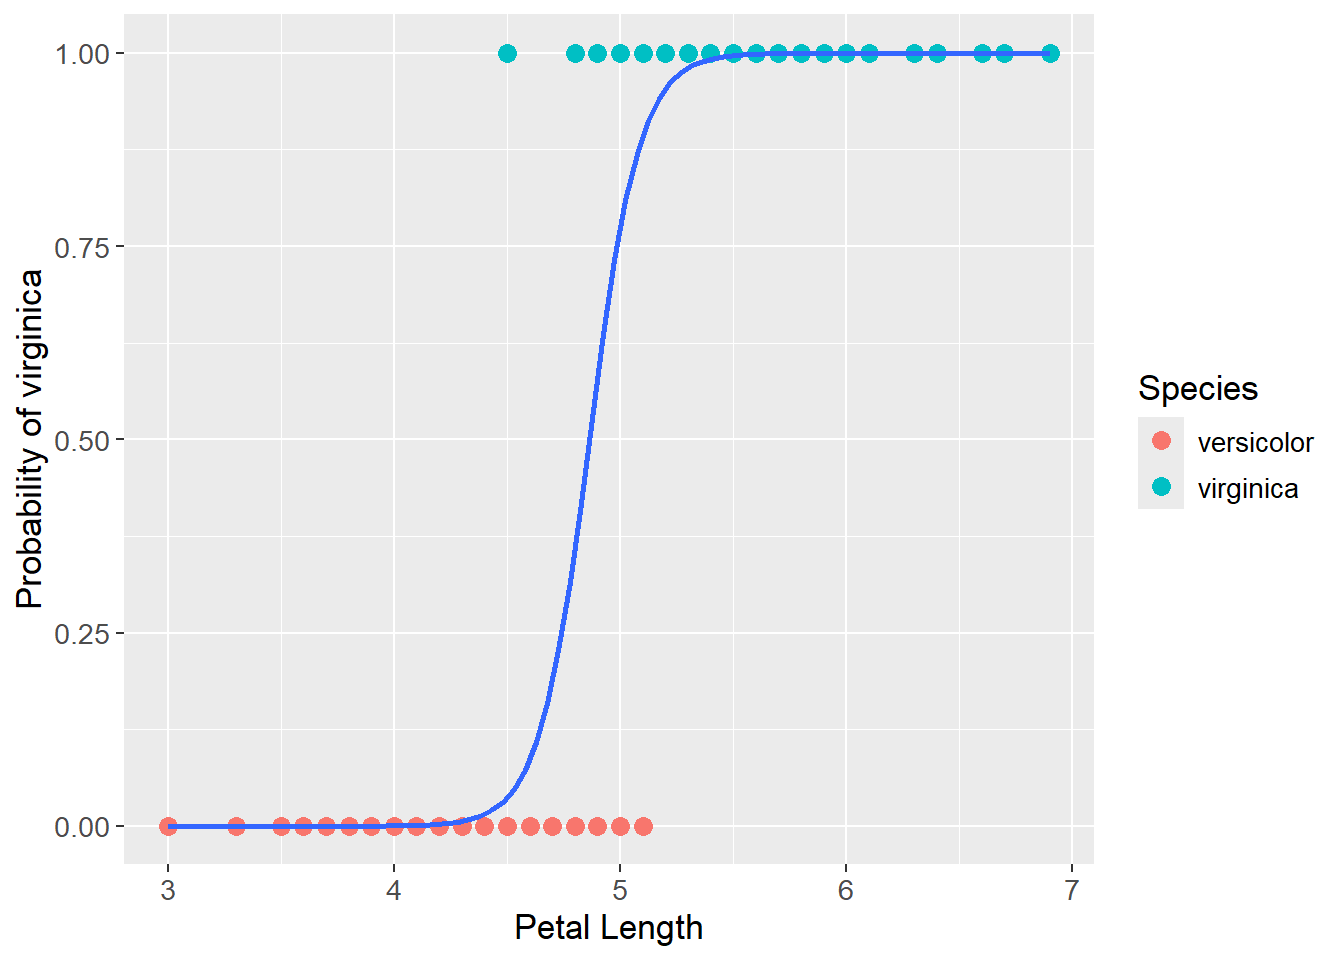 1.00
0.75
0.50
0.25
0.00
3 4 5 6 7
Petal Length
Probability of virginica
Species
versicolor
virginica